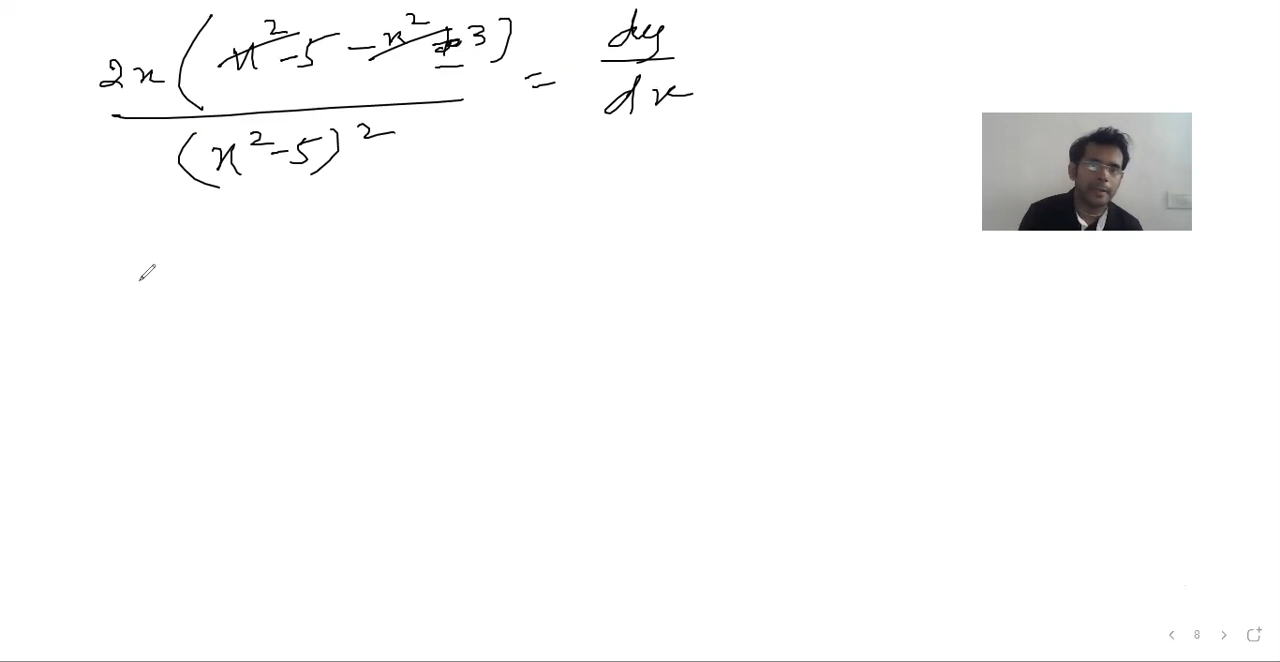 2x(x²-5-x²-3) = dy
(x²-5)² dx
8